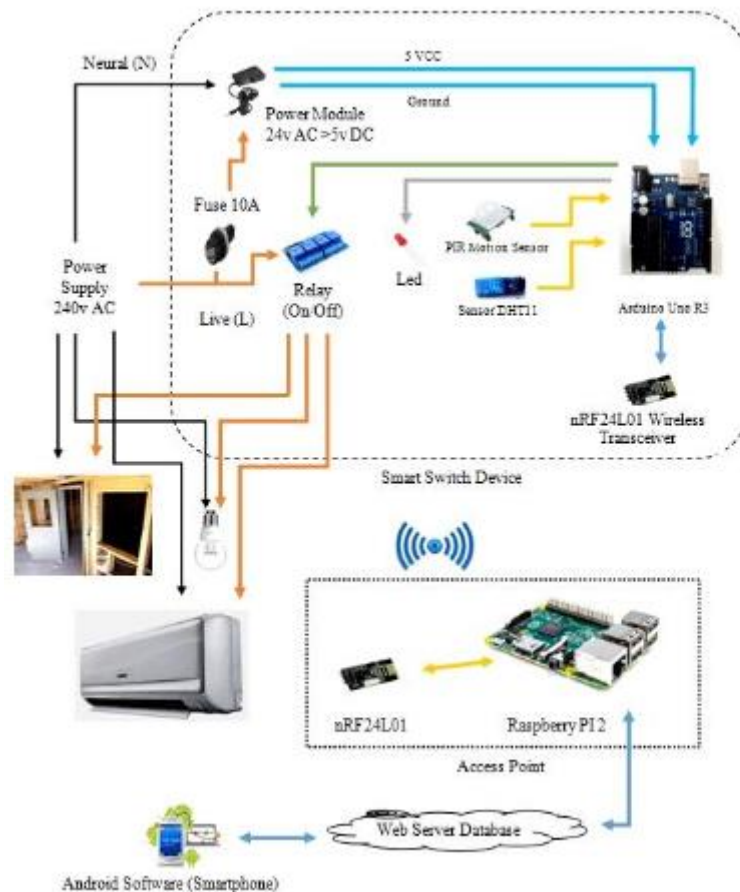 Neural (N)
5 VCC
Ground
Power Module
24v AC >5v DC
Fuse 10A
Power
Supply
240v AC
Live (L)
Relay
(On/Off)
Led
PIR Motion Sensor
Sensor DHT11
Arduino Uno R3
nRF24L01 Wireless
Transceiver
Smart Switch Device
nRF24L01
Raspberry PI 2
Access Point
Web Server Database
Android Software (Smartphone)